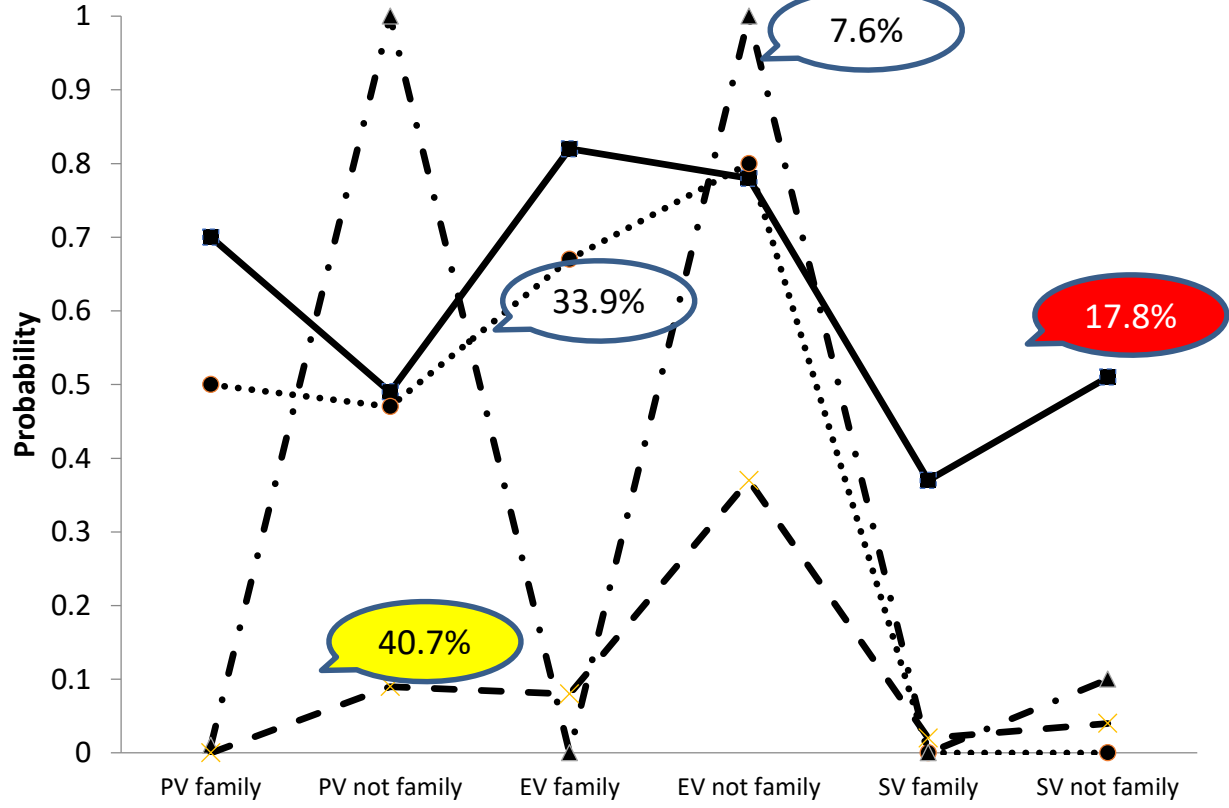 1
7.6%
0.9
0.8
0.7
0.6
33.9%
17.8%
0.5
Probability
0.4
0.3
0.2
40.7%
0.1
0
PV family
PV not family
EV family
EV not family
SV family
SV not family